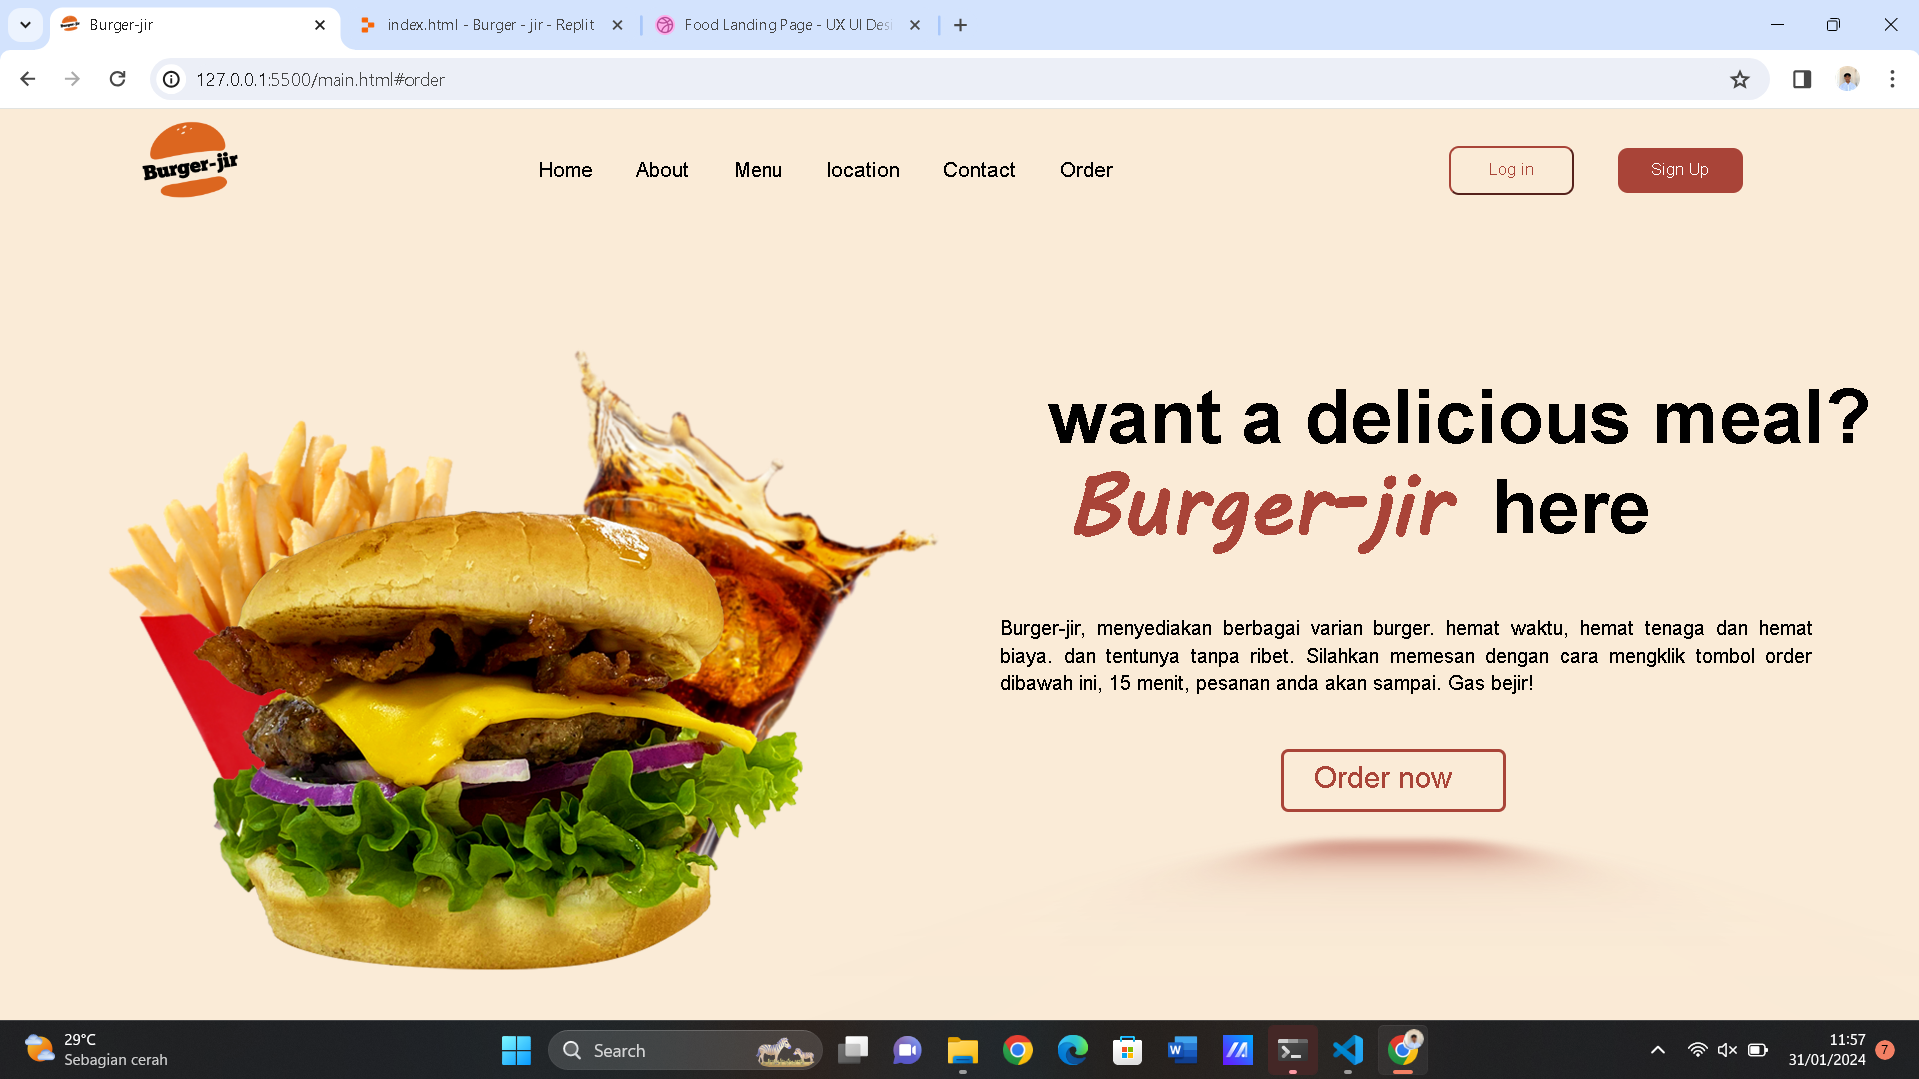 Burger-jir
index.html - Burger - jir - Replit
Food Landing Page - UX UI Des
127.0.0.1:5500/main.html#order
Burger-jir
Home About Menu location Contact Order
Log in
Sign Up
want a delicious meal?
Burger-jir here
Burger-jir, menyediakan berbagai varian burger. hemat waktu, hemat tenaga dan hemat
biaya. dan tentunya tanpa ribet. Silahkan memesan dengan cara mengklik tombol order
dibawah ini, 15 menit, pesanan anda akan sampai. Gas bejir!
Order now
29°C
Sebagian cerah
Search
11:57
31/01/2024
7